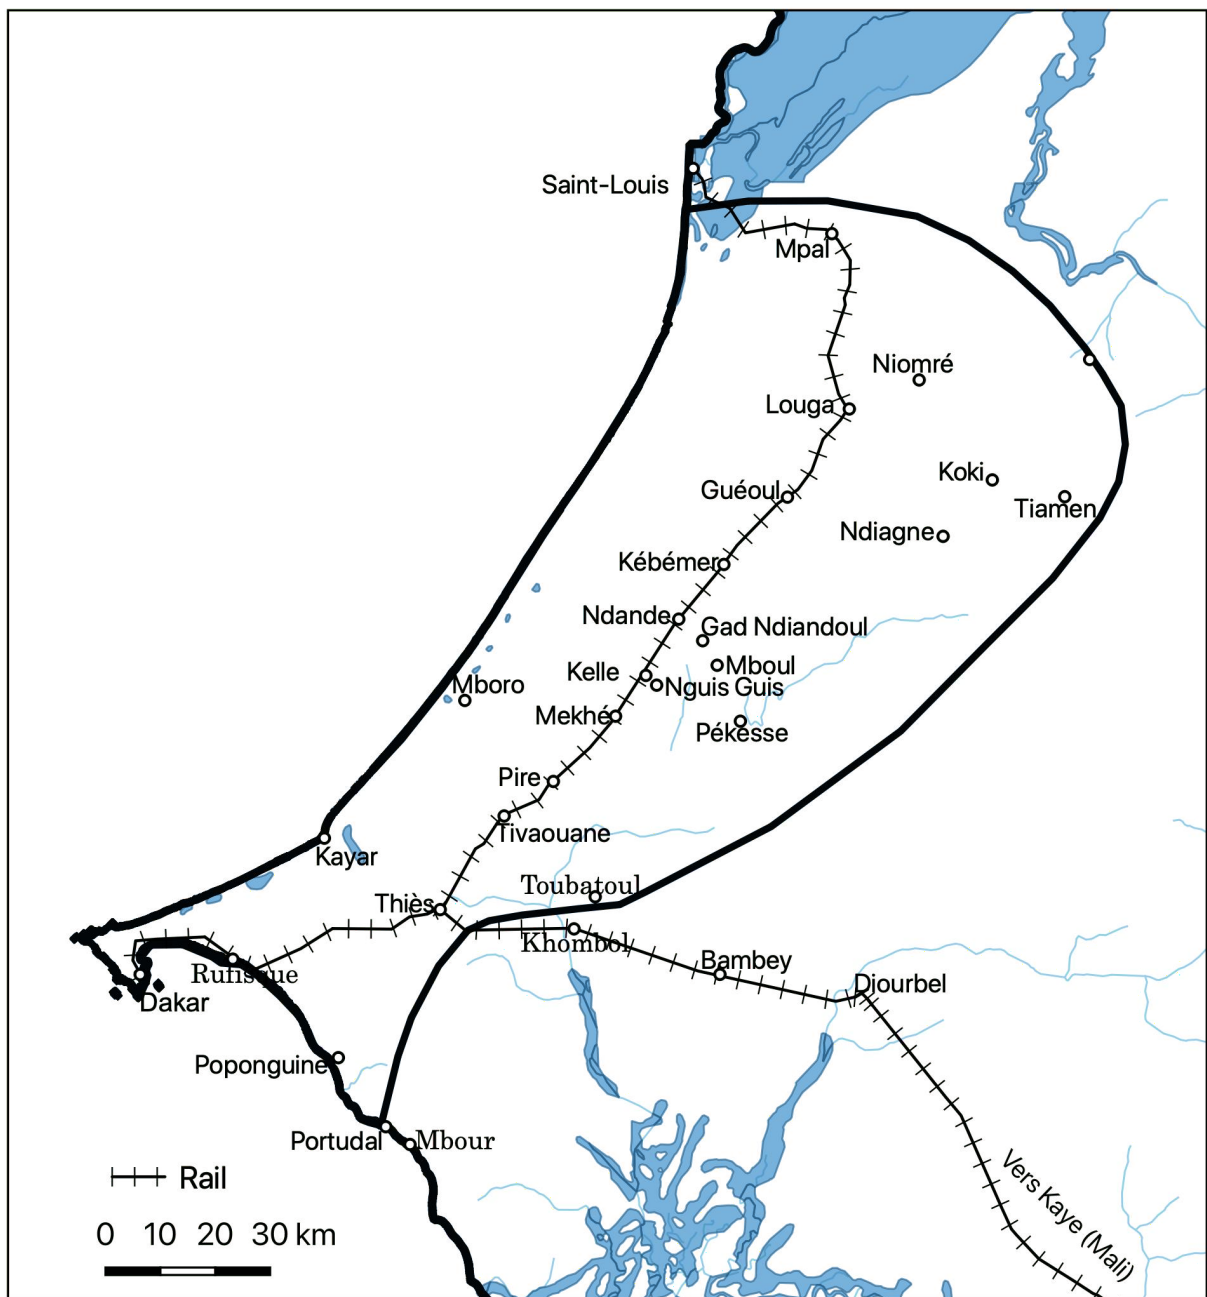 Saint-Louis
Mpal
Niomré
Louga
Koki
Guéoul
Tiamen
Ndiagne
Kébémer
Ndande
Gad Ndiandoul
Mboul
Kelle
Nguis Guis
Mboro
Mekhé
Pékesse
Pire
Tivaouane
Kayar
Toubatoul
Thiès
Khombol
Bambey
Rufisque
Djourbel
Dakar
Poponguine
Portudal
Mbour
Vers Kaye (Mali)
Rail
0 10 20 30 km